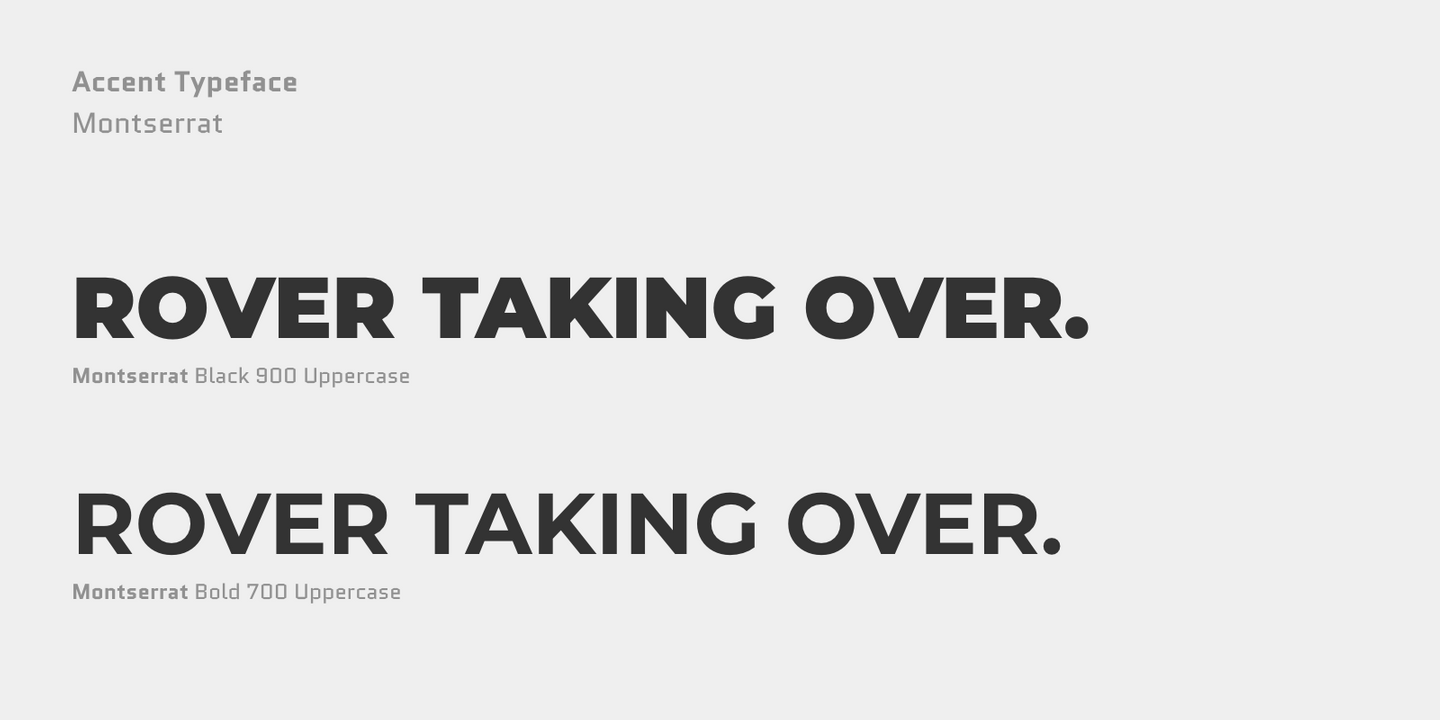 Accent Typeface
Montserrat
ROVER TAKING OVER.
Montserrat Black 900 Uppercase
ROVER TAKING OVER.
Montserrat Bold 700 Uppercase